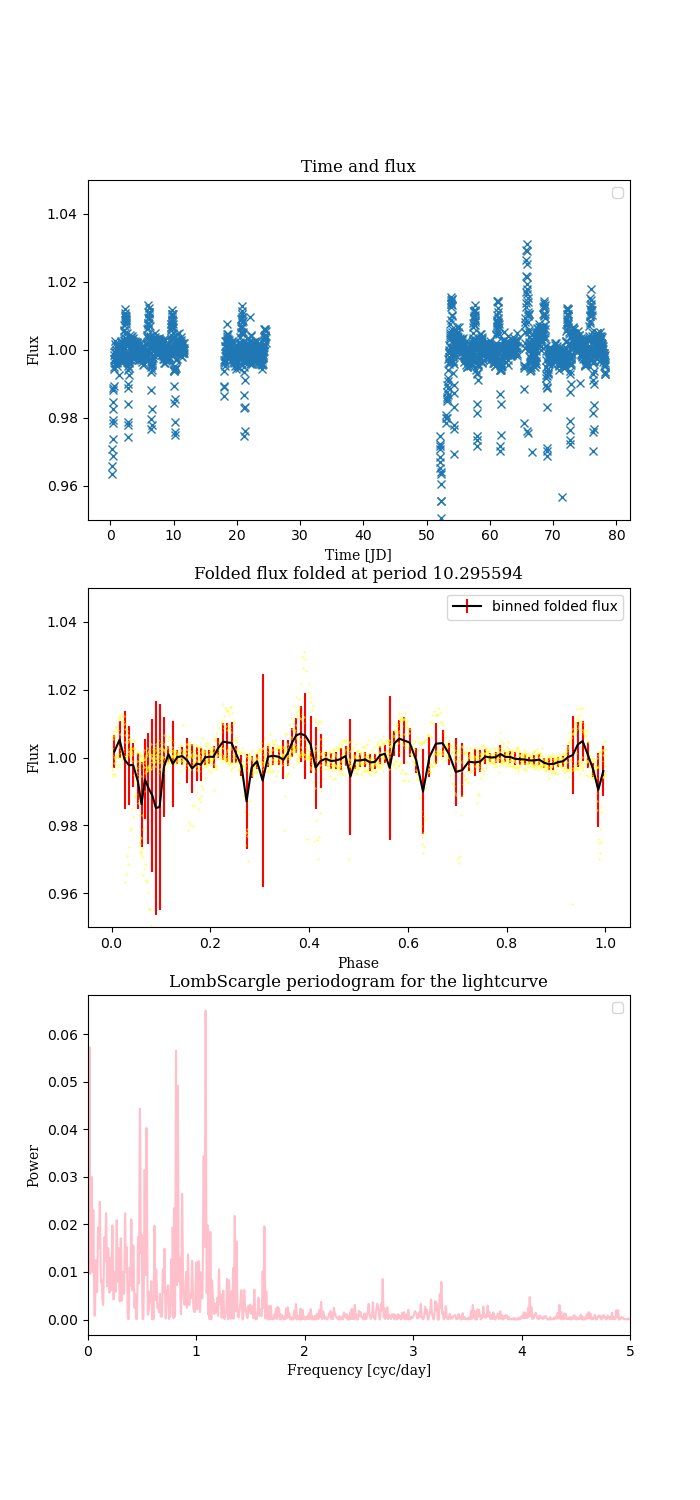 Time and flux
1.04
1.02
1.00
0.98
0.96
Flux
0 10 20 30 40 50 60 70 80
Time [JD]
Folded flux folded at period 10.295594
binned folded flux
1.04
1.02
1.00
0.98
0.96
Flux
0.0 0.2 0.4 0.6 0.8 1.0
Phase
LombScargle periodogram for the lightcurve
0.06
0.05
0.04
0.03
0.02
0.01
0.00
Power
0 1 2 3 4 5
Frequency [cyc/day]